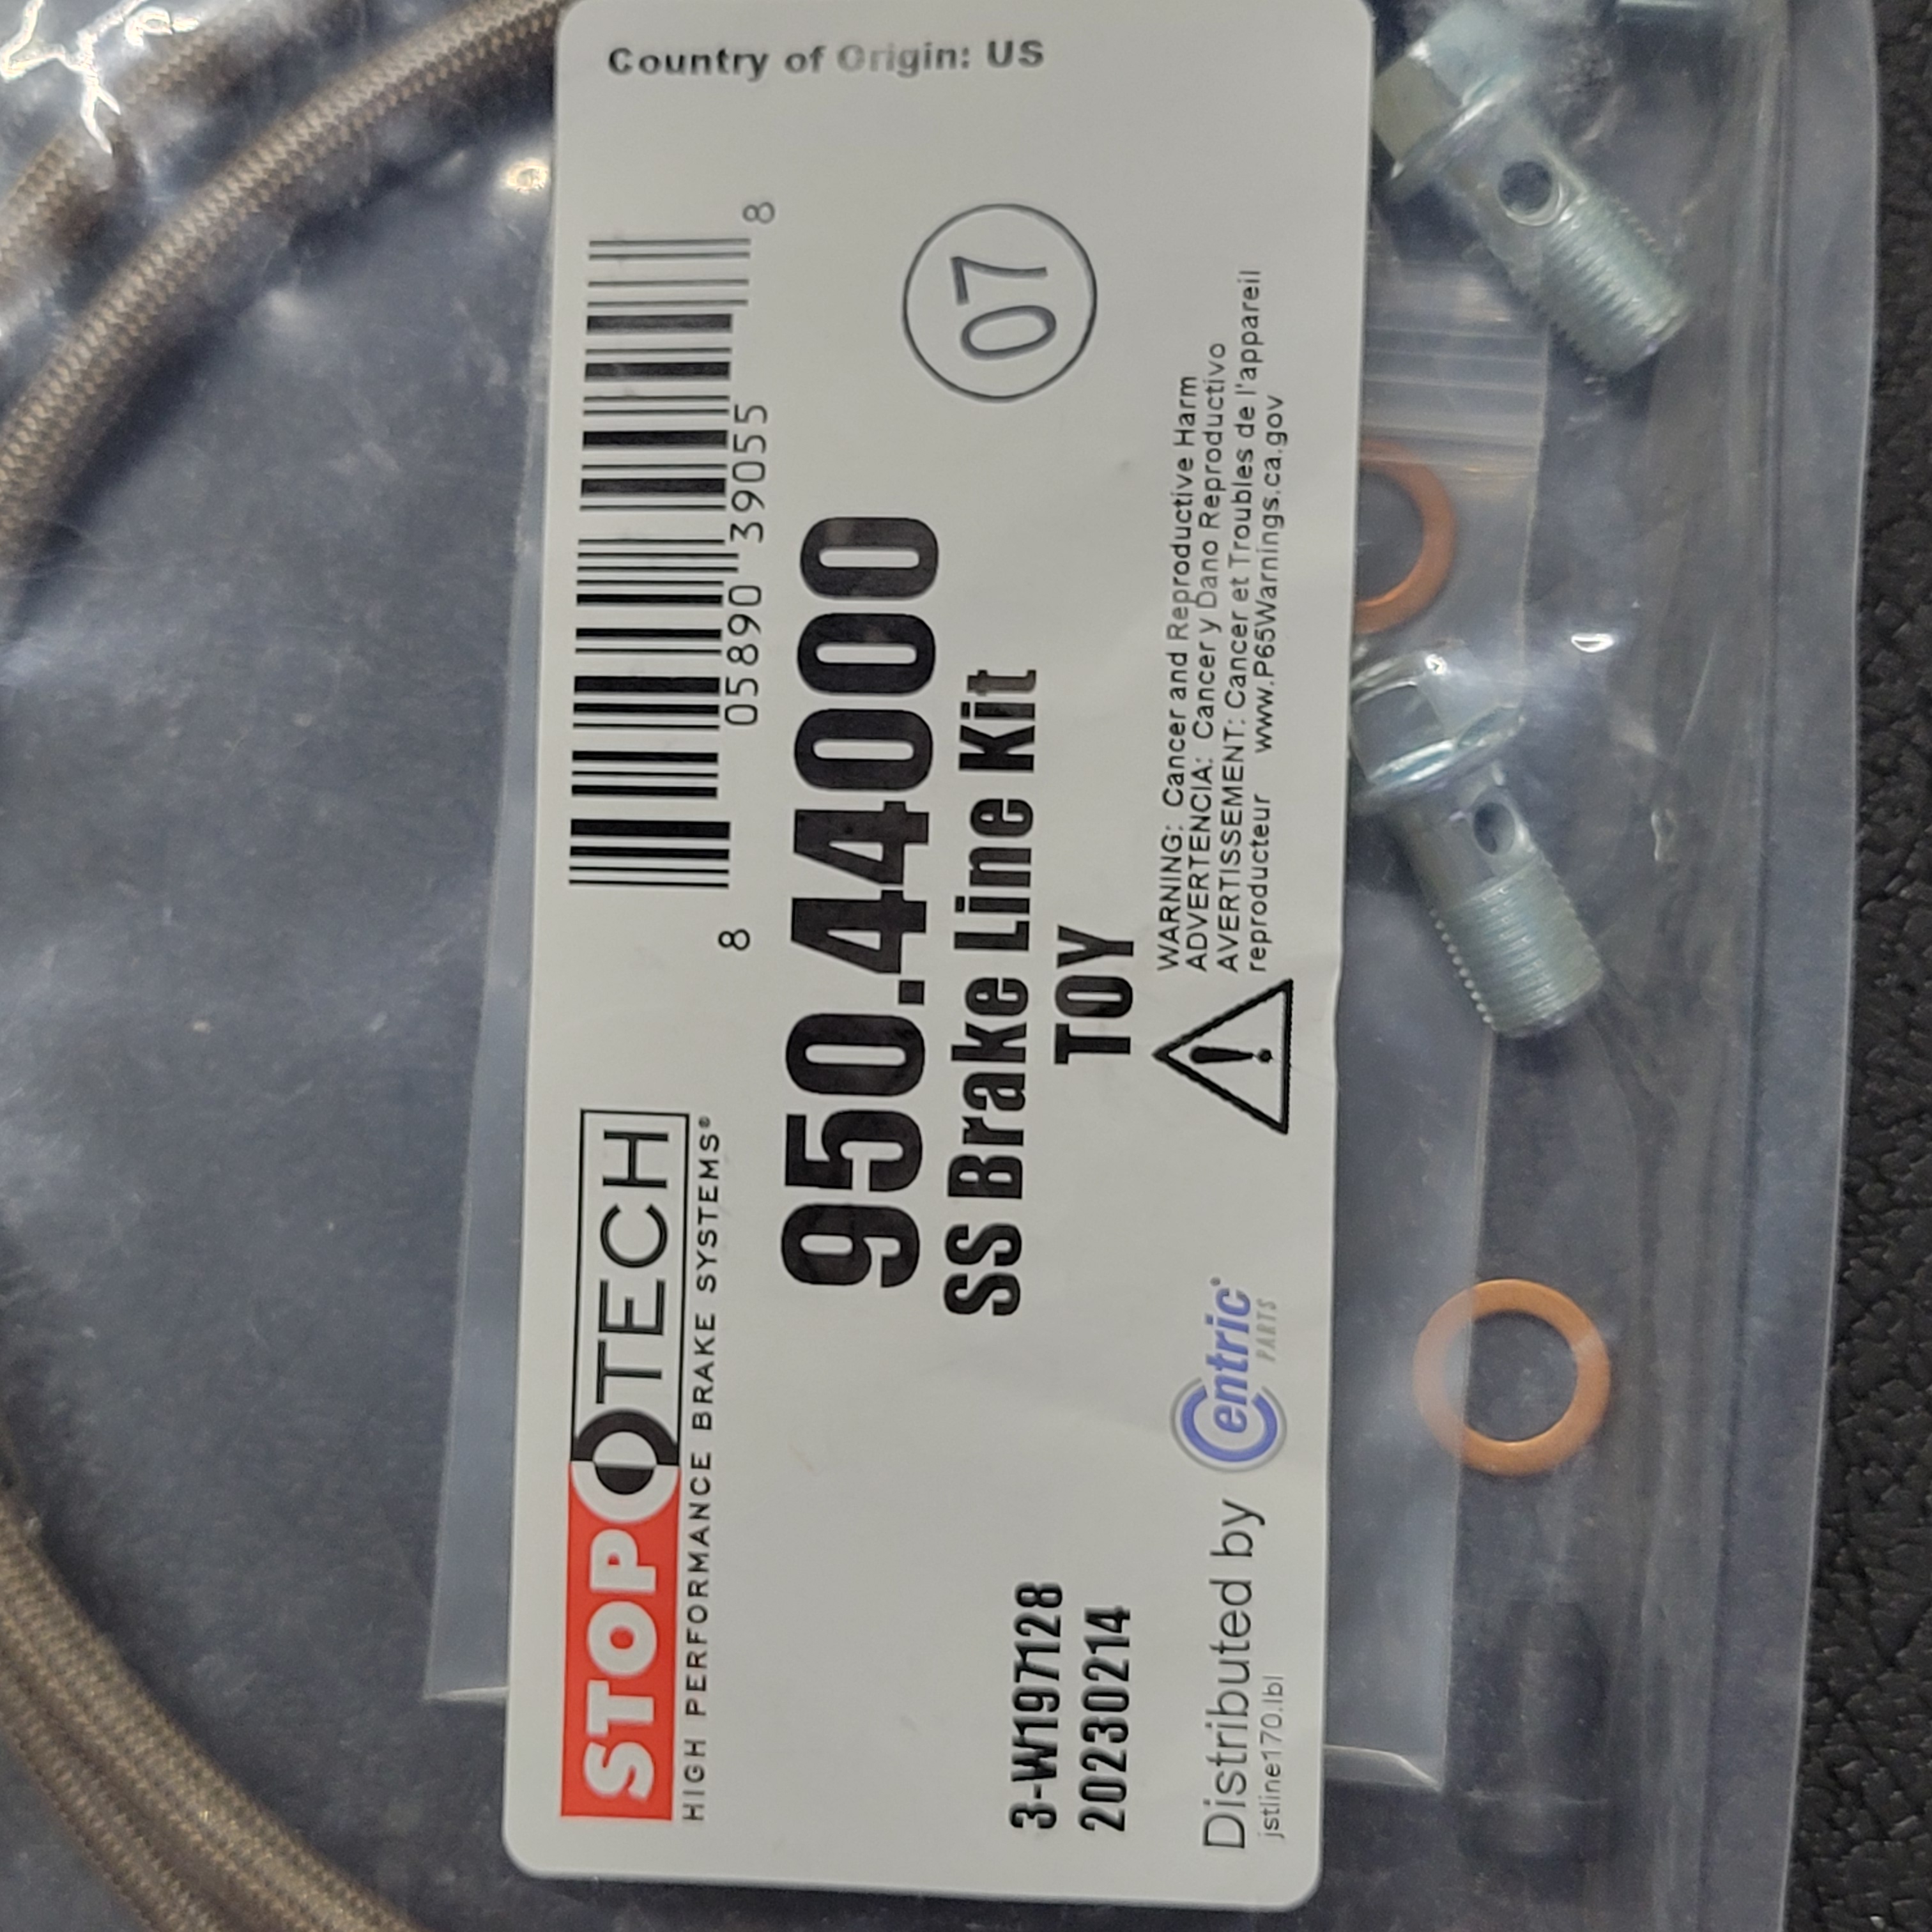 Country of Origin: US
STOPTECH
HIGH PERFORMANCE BRAKE SYSTEMS®
8 05890 39055 8
950.44000
SS Brake Line Kit
TOY
07
3-W197128
20230214
WARNING: Cancer and Reproductive Harm
ADVERTENCIA: Cancer y Dano Reproductivo
AVERTISSEMENT: Cancer et Troubles de l'appareil
reproducteur www.P65Warnings.ca.gov
Distributed by Centric®
PARTS
jstline170.lbl